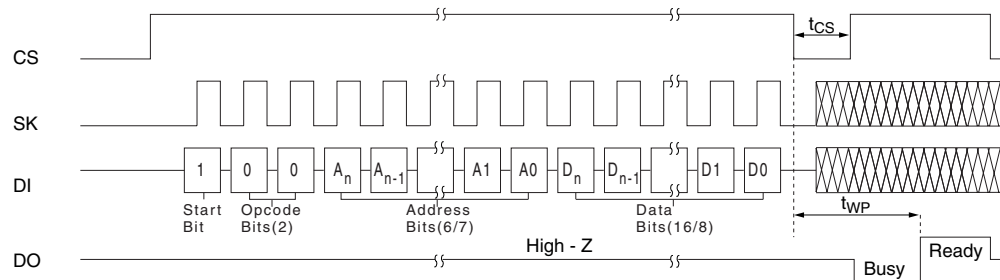 CS
tCS
SK
DI
1 0 0 An An-1 A1 A0 Dn Dn-1 D1 D0
Start
Bit
Opcode
Bits(2)
Address
Bits(6/7)
Data
Bits(16/8)
tWP
DO
High - Z
Busy
Ready